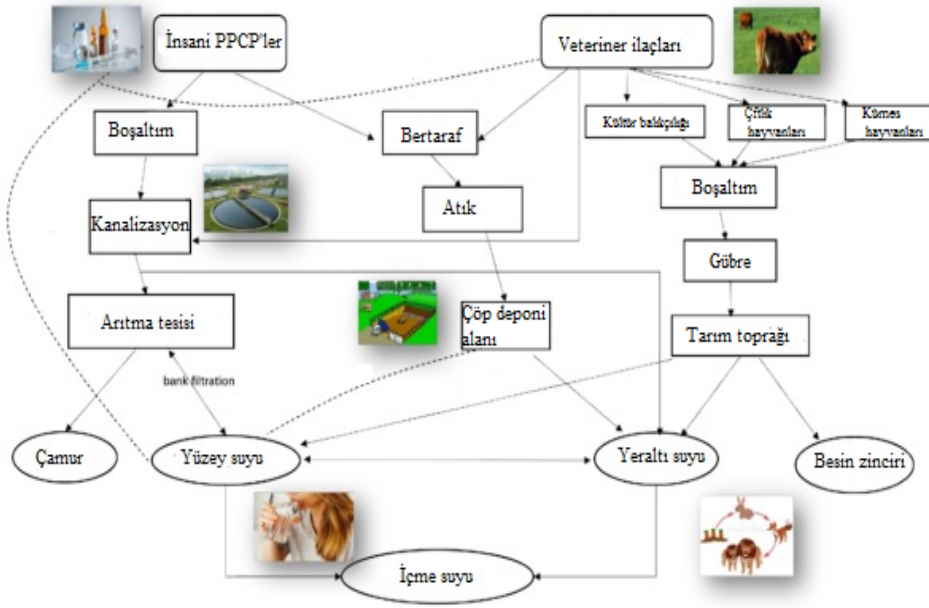 İnsani PPCP'ler
Veteriner ilaçları
Boşaltım
Bertaraf
Kültür balıkçılığı
Çiftlik
hayvanları
Kümes
hayvanları
Kanalizasyon
Atık
Boşaltım
Gübre
Arıtma tesisi
Çöp deponi
alanı
Tarım toprağı
bank filtration
Çamur
Yüzey suyu
Yeraltı suyu
Besin zinciri
İçme suyu